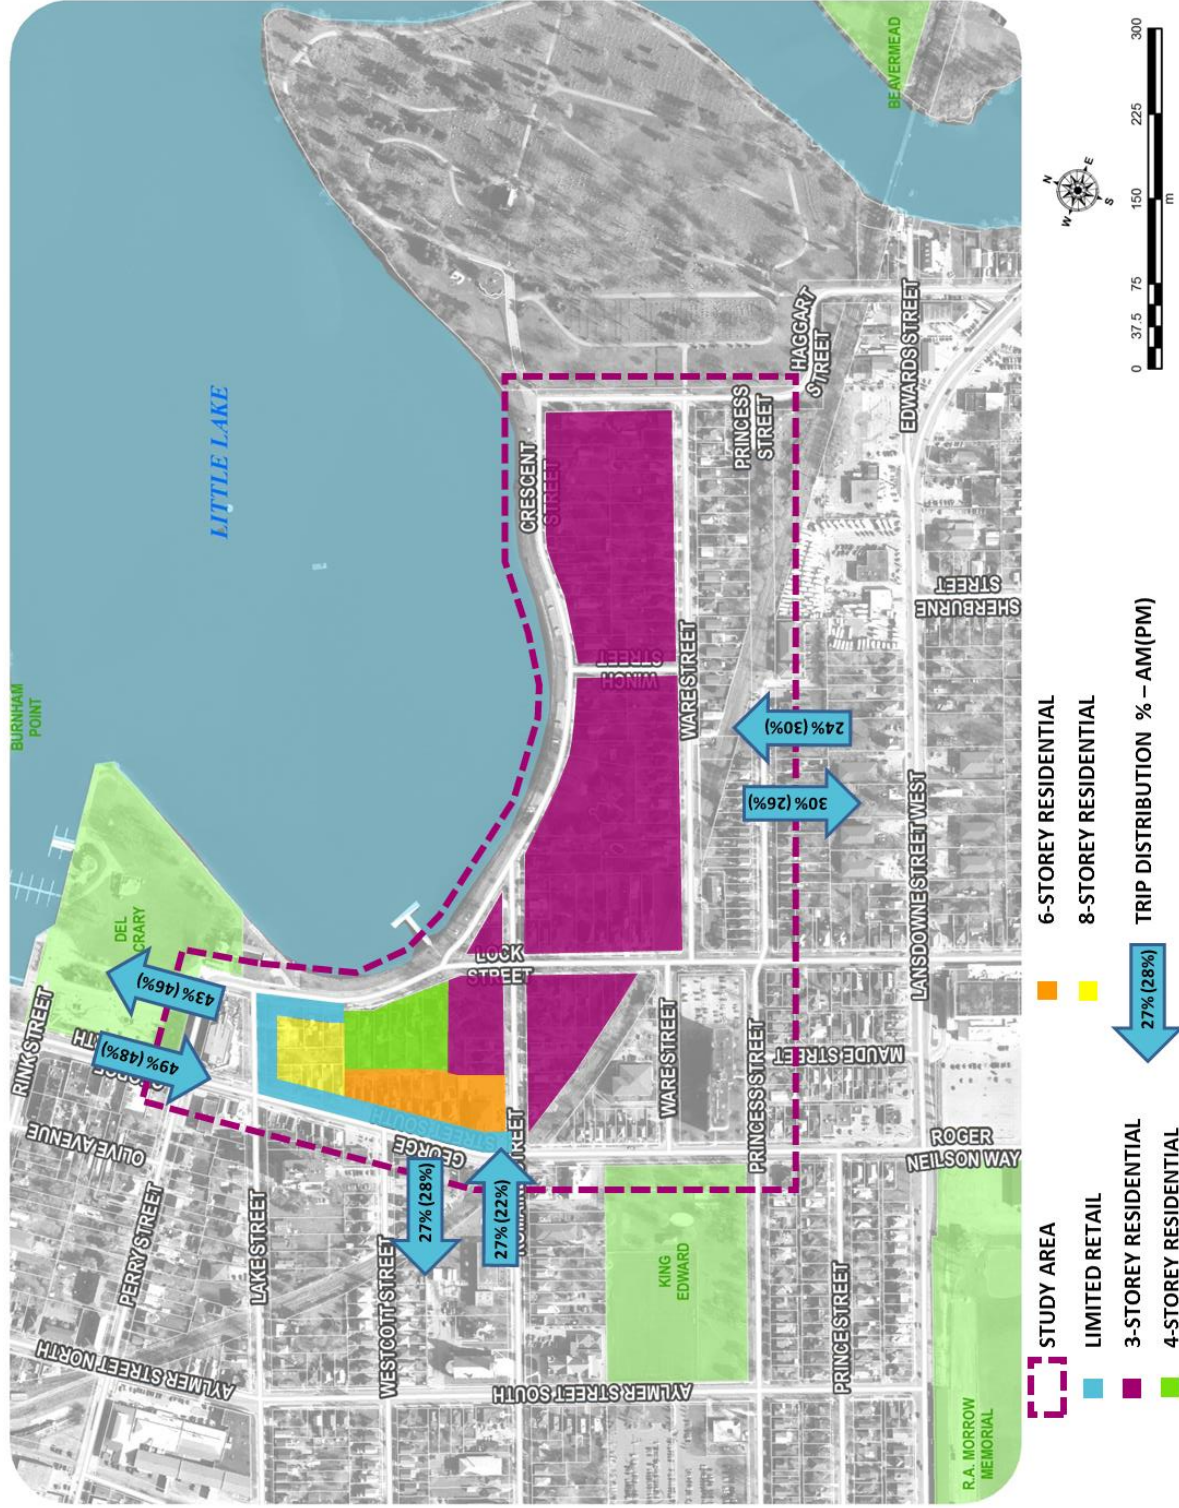 BURNHAM
POINT
LITTLE LAKE
BEAVERMEAD
DEL
CRARY
RINK STREET
OLIVE AVENUE
PERRY STREET
LAKE STREET
AYLMER STREET NORTH
43% (46%)
49% (48%)
GEORGE
STREET SOUTH
WESTCOTT STREET
27% (28%)
27% (22%)
STREET
AYLMER STREET SOUTH
LOCK
STREET
CRESCENT
STREET
WINCH
STREET
WARE STREET
WARE STREET
PRINCESS
STREET
HAGGART
STREET
EDWARDS STREET
24% (30%)
30% (26%)
KING
EDWARD
PRINCESS STREET
MAUDE STREET
PRINCE STREET
ROGER
NEILSON WAY
LANSDOWNE STREET WEST
SHERBURNE
STREET
R.A. MORROW
MEMORIAL
STUDY AREA
LIMITED RETAIL
3-STOREY RESIDENTIAL
4-STOREY RESIDENTIAL
6-STOREY RESIDENTIAL
8-STOREY RESIDENTIAL
27% (28%)
TRIP DISTRIBUTION % – AM(PM)
N
E
S
W
0 37.5 75 150 225 300
m